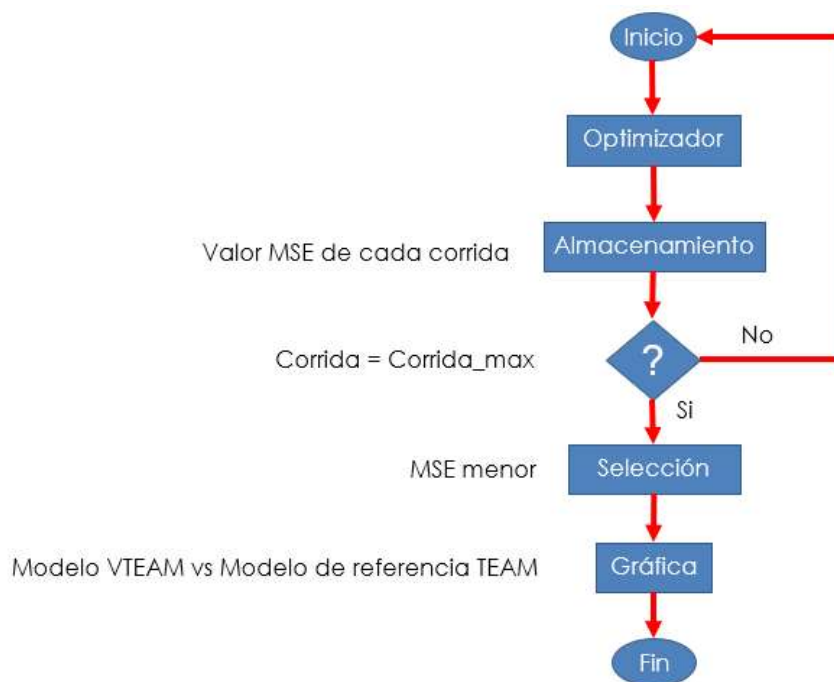 Inicio
Optimizador
Valor MSE de cada corrida
Almacenamiento
Corrida = Corrida_max
?
No
Si
MSE menor
Selección
Modelo VTEAM vs Modelo de referencia TEAM
Gráfica
Fin